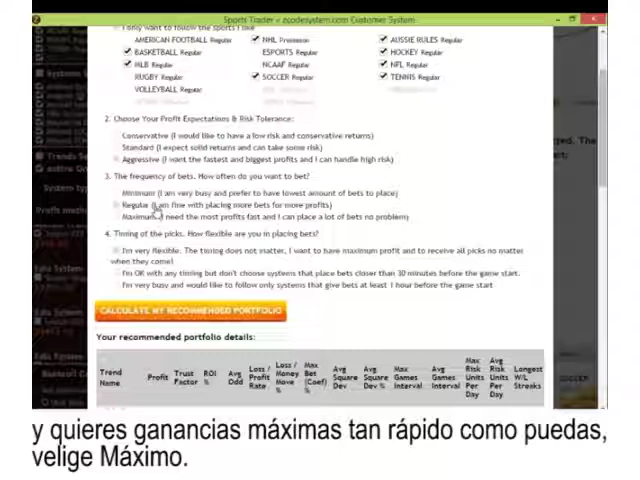 Sports Trader « zcodesystem.com Customer System
I only want to follow the sports I like
AMERICAN FOOTBALL Regular NHL AUSSIE RULES Regular
BASKETBALL Regular ESPORTS Regular HOCKEY Regular
MLB Regular NCAAF Regular NFL Regular
RUGBY Regular SOCCER Regular TENNIS Regular
VOLLEYBALL Regular
2. Choose your Profit Expectations & Risk Tolerance:
Conservative (I would like to have a low risk and conservative returns)
Standard (I expect solid returns and can take some risk)
Aggressive (I want the fastest and biggest profits and I can handle high risk)
3. The frequency of bets. How often do you want to bet?
Minimum (I am very busy and prefer to have lowest amount of bets to place)
Regular (I am fine with placing more bets for more profits)
Maximum (I need the most profits fast and I can place a lot of bets no problem)
4. Timing of the picks. How flexible are you in placing bets?
I'm very flexible. The timing does not matter, I want to have maximum profit and to receive all picks no matter
when they come!
I'm OK with any timing but don't choose systems that place bets closer than 30 minutes before the game start.
I'm very busy and would like to follow only systems that give bets at least 1 hour before the game start
CALCULATE MY RECOMMENDED PORTFOLIO
Your recommended portfolio details:
Trend Name Profit Trust Factor ROI % Avg Odd Loss / Profit Rate Loss / Money Move % Max Bet (Coef) % Avg Square Dev Avg Square Dev % Max Games Interval Avg Games Interval Max Risk Units Per Day Avg Risk Units Per Day Longest W/L Streaks
y quieres ganancias máximas tan rápido como puedas,
velige Máximo.